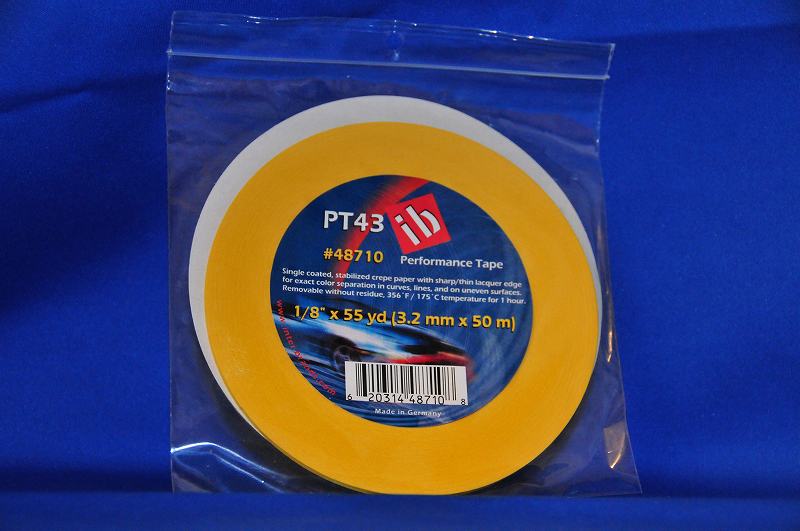 PT43
ib
#48710
Performance Tape
Single coated, stabilized crepe paper with sharp/thin lacquer edge
for exact color separation in curves, lines, and on uneven surfaces.
Removable without residue, 356°F / 175°C temperature for 1 hour.
1/8" x 55 yd (3.2 mm x 50 m)
6 20314 48710 8
Made in Germany